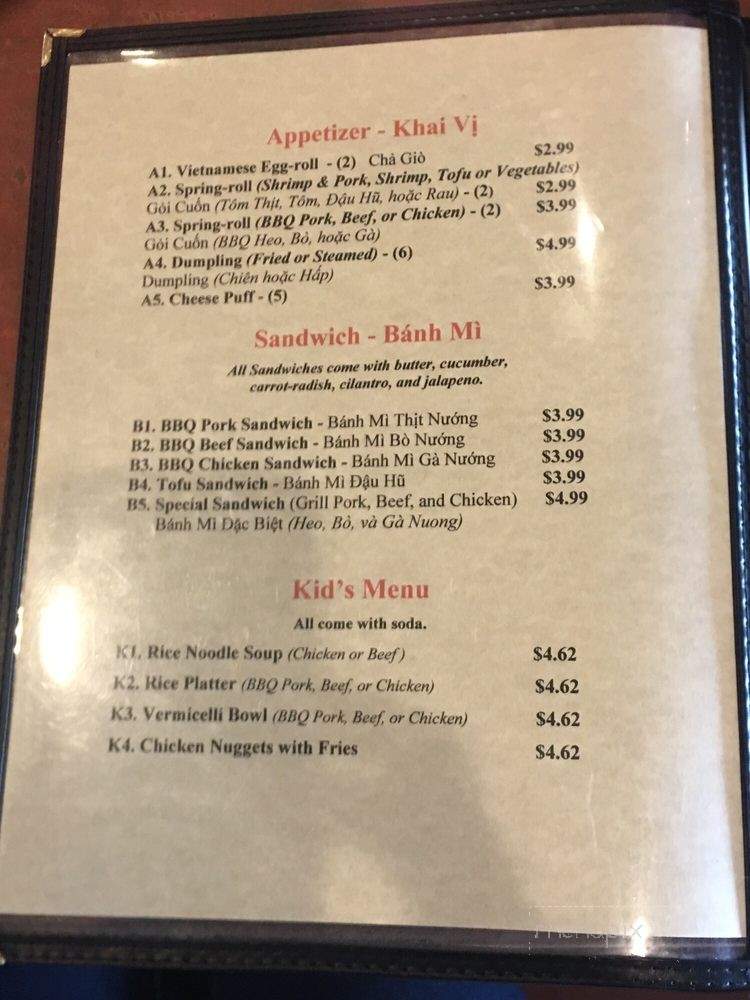 Appetizer - Khai Vị
A1. Vietnamese Egg-roll - (2) Chả Giò $2.99
A2. Spring-roll (Shrimp & Pork, Shrimp, Tofu or Vegetables)
Gỏi Cuốn (Tôm Thịt, Tôm, Đậu Hũ, hoặc Rau) - (2) $2.99
A3. Spring-roll (BBQ Pork, Beef, or Chicken) - (2) $3.99
Gỏi Cuốn (BBQ Heo, Bò, hoặc Gà)
A4. Dumpling (Fried or Steamed) - (6) $4.99
Dumpling (Chiên hoặc Hấp)
A5. Cheese Puff - (5) $3.99
Sandwich - Bánh Mì
All Sandwiches come with butter, cucumber,
carrot-radish, cilantro, and jalapeno.
B1. BBQ Pork Sandwich - Bánh Mì Thịt Nướng $3.99
B2. BBQ Beef Sandwich - Bánh Mì Bò Nướng $3.99
B3. BBQ Chicken Sandwich - Bánh Mì Gà Nướng $3.99
B4. Tofu Sandwich - Bánh Mì Đậu Hũ $3.99
B5. Special Sandwich (Grill Pork, Beef, and Chicken) $4.99
Bánh Mì Đặc Biệt (Heo, Bò, và Gà Nuong)
Kid's Menu
All come with soda.
K1. Rice Noodle Soup (Chicken or Beef) $4.62
K2. Rice Platter (BBQ Pork, Beef, or Chicken) $4.62
K3. Vermicelli Bowl (BBQ Pork, Beef, or Chicken) $4.62
K4. Chicken Nuggets with Fries $4.62